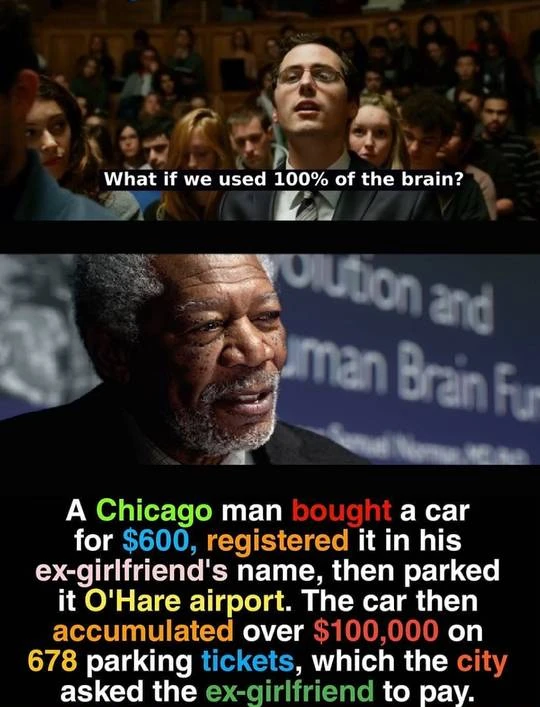 What if we used 100% of the brain?
olution and
uman Brain Fu
A Chicago man bought a car
for $600, registered it in his
ex-girlfriend's name, then parked
it O'Hare airport. The car then
accumulated over $100,000 on
678 parking tickets, which the city
asked the ex-girlfriend to pay.